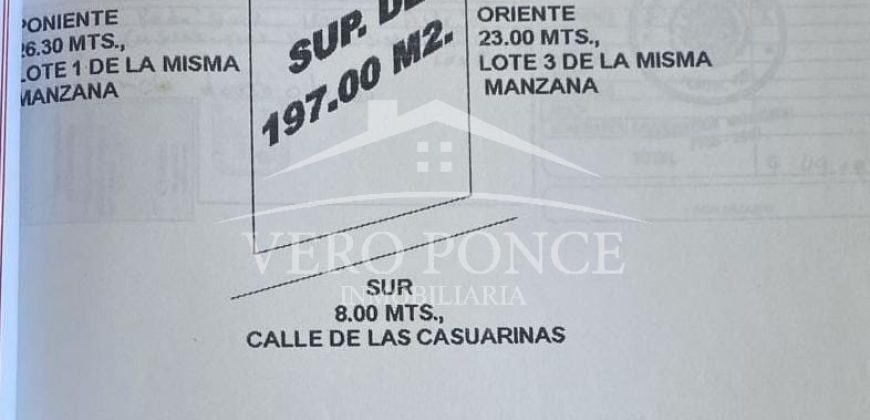 PONIENTE
26.30 MTS.,
LOTE 1 DE LA MISMA
MANZANA
SUP. DE
197.00 M2.
ORIENTE
23.00 MTS.,
LOTE 3 DE LA MISMA
MANZANA
VERO PONCE
INMOBILIARIA
SUR
8.00 MTS.,
CALLE DE LAS CASUARINAS
TOTAL